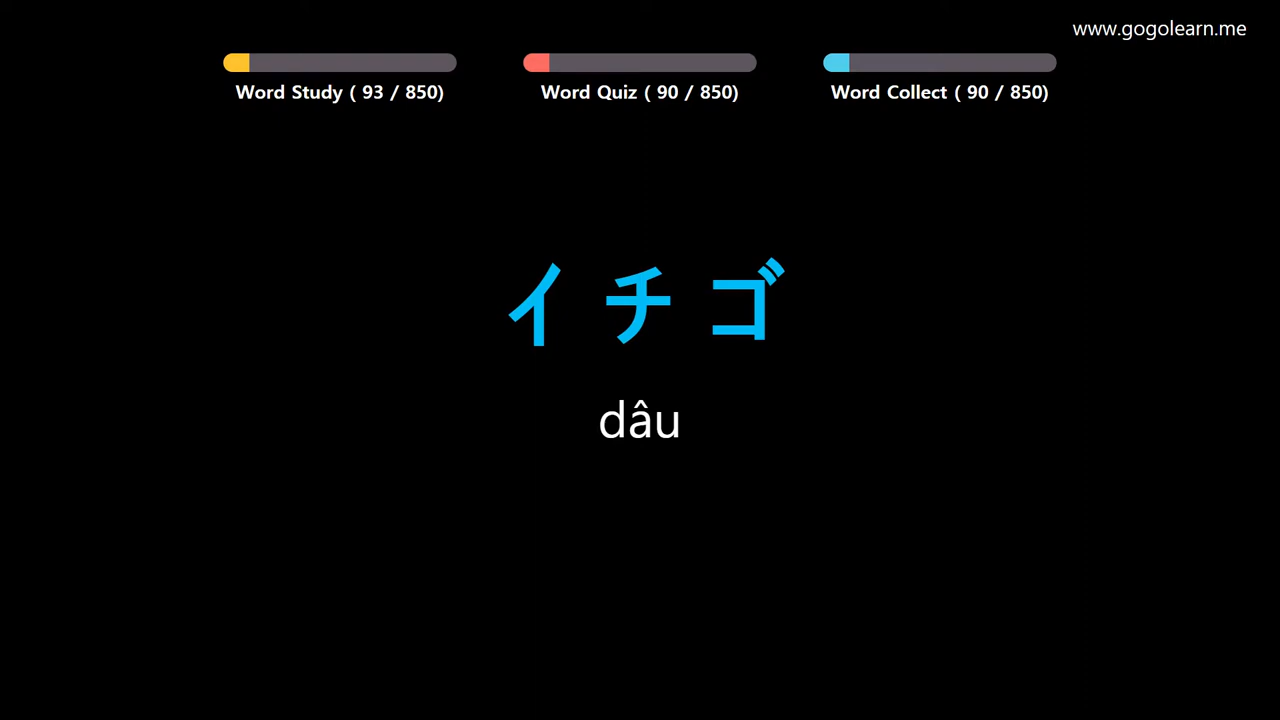 www.gogolearn.me
Word Study ( 93 / 850)
Word Quiz ( 90 / 850)
Word Collect ( 90 / 850)
イチゴ
dâu